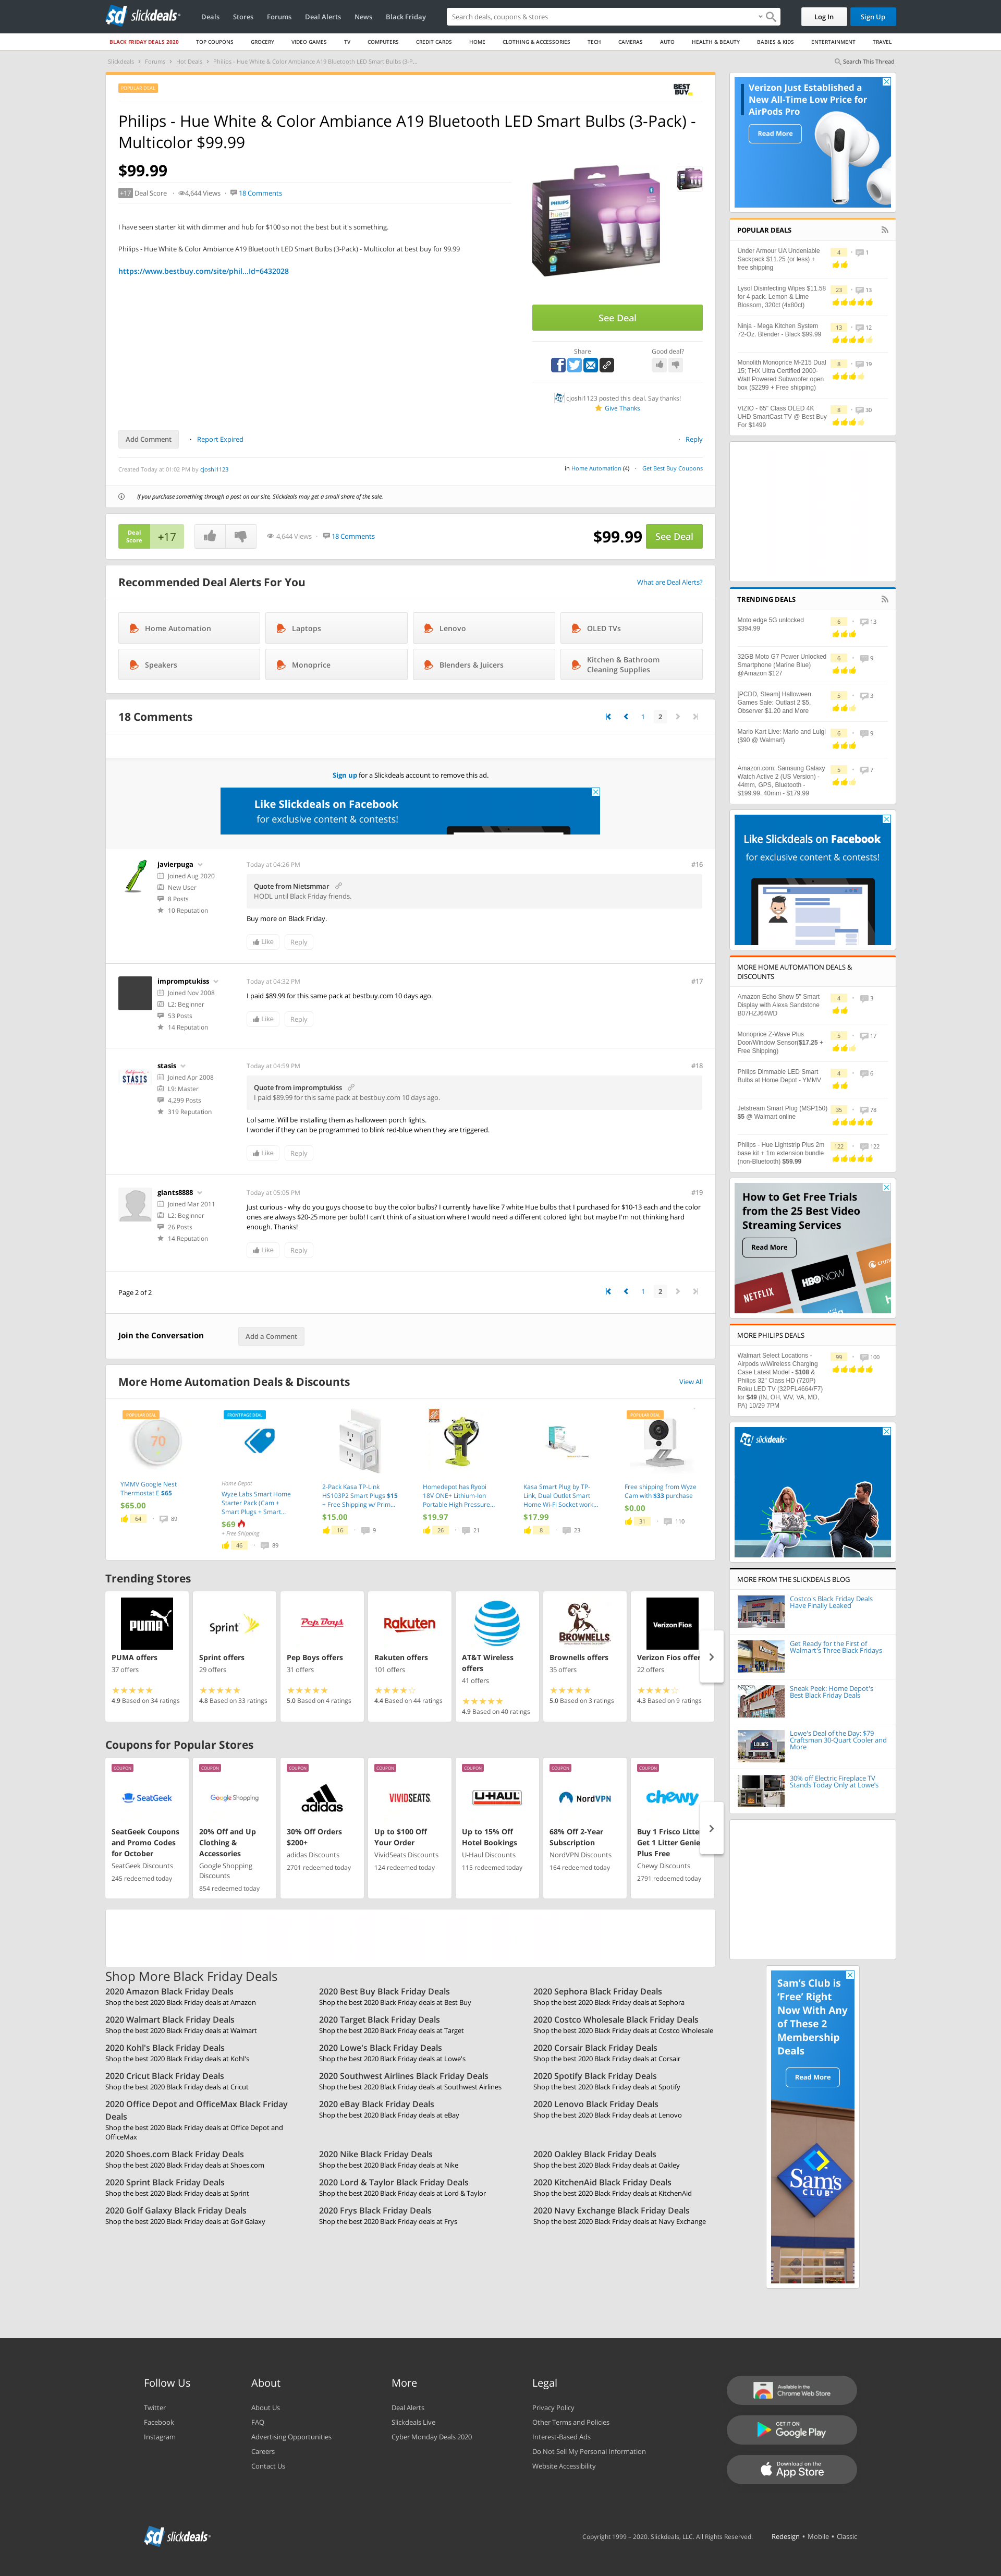 slickdeals
Deals Stores Forums Deal Alerts News Black Friday
Search deals, coupons & stores
Log In
Sign Up
BLACK FRIDAY DEALS 2020 TOP COUPONS GROCERY VIDEO GAMES TV COMPUTERS CREDIT CARDS HOME CLOTHING & ACCESSORIES TECH CAMERAS AUTO HEALTH & BEAUTY BABIES & KIDS ENTERTAINMENT TRAVEL
Slickdeals > Forums > Hot Deals > Philips - Hue White & Color Ambiance A19 Bluetooth LED Smart Bulbs (3-P...
Search This Thread
POPULAR DEAL
BEST BUY
Philips - Hue White & Color Ambiance A19 Bluetooth LED Smart Bulbs (3-Pack) -
Multicolor $99.99
$99.99
+17 Deal Score · 4,644 Views · 18 Comments
I have seen starter kit with dimmer and hub for $100 so not the best but it's something.
Philips - Hue White & Color Ambiance A19 Bluetooth LED Smart Bulbs (3-Pack) - Multicolor at best buy for 99.99
https://www.bestbuy.com/site/phil...Id=6432028
See Deal
Share
Good deal?
cjoshi1123 posted this deal. Say thanks!
Give Thanks
Add Comment · Report Expired
· Reply
Created Today at 01:02 PM by cjoshi1123
in Home Automation (4) · Get Best Buy Coupons
If you purchase something through a post on our site, Slickdeals may get a small share of the sale.
Deal
Score
+17
4,644 Views · 18 Comments
$99.99
See Deal
Recommended Deal Alerts For You
What are Deal Alerts?
Home Automation
Laptops
Lenovo
OLED TVs
Speakers
Monoprice
Blenders & Juicers
Kitchen & Bathroom
Cleaning Supplies
18 Comments
1 2
Sign up for a Slickdeals account to remove this ad.
Like Slickdeals on Facebook
for exclusive content & contests!
javierpuga
Joined Aug 2020
New User
8 Posts
10 Reputation
Today at 04:26 PM
#16
Quote from Nietsmmar
HODL until Black Friday friends.
Buy more on Black Friday.
Like Reply
impromptukiss
Joined Nov 2008
L2: Beginner
53 Posts
14 Reputation
Today at 04:32 PM
#17
I paid $89.99 for this same pack at bestbuy.com 10 days ago.
Like Reply
stasis
Joined Apr 2008
L9: Master
4,299 Posts
319 Reputation
STASIS
Today at 04:59 PM
#18
Quote from impromptukiss
I paid $89.99 for this same pack at bestbuy.com 10 days ago.
Lol same. Will be installing them as halloween porch lights.
I wonder if they can be programmed to blink red-blue when they are triggered.
Like Reply
giants8888
Joined Mar 2011
L2: Beginner
26 Posts
14 Reputation
Today at 05:05 PM
#19
Just curious - why do you guys choose to buy the color bulbs? I currently have like 7 white Hue bulbs that I purchased for $10-13 each and the color
ones are always $20-25 more per bulb! I can't think of a situation where I would need a different colored light but maybe I'm not thinking hard
enough. Thanks!
Like Reply
Page 2 of 2
1 2
Join the Conversation
Add a Comment
More Home Automation Deals & Discounts
View All
POPULAR DEAL
70
YMMV Google Nest
Thermostat E $65
$65.00
64 · 89
FRONTPAGE DEAL
Home Depot
Wyze Labs Smart Home
Starter Pack (Cam +
Smart Plugs + Smart...
$69
+ Free Shipping
46 · 89
2-Pack Kasa TP-Link
HS103P2 Smart Plugs $15
+ Free Shipping w/ Prim...
$15.00
16 · 9
Homedepot has Ryobi
18V ONE+ Lithium-Ion
Portable High Pressure...
$19.97
26 · 21
Kasa Smart Plug by TP-
Link, Dual Outlet Smart
Home Wi-Fi Socket work...
$17.99
8 · 23
POPULAR DEAL
Free shipping from Wyze
Cam with $33 purchase
$0.00
31 · 110
Trending Stores
PUMA
PUMA offers
37 offers
4.9 Based on 34 ratings
Sprint
Sprint offers
29 offers
4.8 Based on 33 ratings
Pep Boys
Pep Boys offers
31 offers
5.0 Based on 4 ratings
Rakuten
Rakuten offers
101 offers
4.4 Based on 44 ratings
AT&T Wireless
offers
41 offers
4.9 Based on 40 ratings
BROWNELLS
Brownells offers
35 offers
5.0 Based on 3 ratings
Verizon Fios
Verizon Fios offer
22 offers
4.3 Based on 9 ratings
Coupons for Popular Stores
COUPON
SeatGeek
SeatGeek Coupons
and Promo Codes
for October
SeatGeek Discounts
245 redeemed today
COUPON
Google Shopping
20% Off and Up
Clothing &
Accessories
Google Shopping
Discounts
854 redeemed today
COUPON
adidas
30% Off Orders
$200+
adidas Discounts
2701 redeemed today
COUPON
VIVIDSEATS
Up to $100 Off
Your Order
VividSeats Discounts
124 redeemed today
COUPON
U-HAUL
Up to 15% Off
Hotel Bookings
U-Haul Discounts
115 redeemed today
COUPON
NordVPN
68% Off 2-Year
Subscription
NordVPN Discounts
164 redeemed today
COUPON
chewy
Buy 1 Frisco Litter
Get 1 Litter Genie
Plus Free
Chewy Discounts
2791 redeemed today
Shop More Black Friday Deals
2020 Amazon Black Friday Deals
Shop the best 2020 Black Friday deals at Amazon
2020 Best Buy Black Friday Deals
Shop the best 2020 Black Friday deals at Best Buy
2020 Sephora Black Friday Deals
Shop the best 2020 Black Friday deals at Sephora
2020 Walmart Black Friday Deals
Shop the best 2020 Black Friday deals at Walmart
2020 Target Black Friday Deals
Shop the best 2020 Black Friday deals at Target
2020 Costco Wholesale Black Friday Deals
Shop the best 2020 Black Friday deals at Costco Wholesale
2020 Kohl's Black Friday Deals
Shop the best 2020 Black Friday deals at Kohl's
2020 Lowe's Black Friday Deals
Shop the best 2020 Black Friday deals at Lowe's
2020 Corsair Black Friday Deals
Shop the best 2020 Black Friday deals at Corsair
2020 Cricut Black Friday Deals
Shop the best 2020 Black Friday deals at Cricut
2020 Southwest Airlines Black Friday Deals
Shop the best 2020 Black Friday deals at Southwest Airlines
2020 Spotify Black Friday Deals
Shop the best 2020 Black Friday deals at Spotify
2020 Office Depot and OfficeMax Black Friday
Deals
Shop the best 2020 Black Friday deals at Office Depot and
OfficeMax
2020 eBay Black Friday Deals
Shop the best 2020 Black Friday deals at eBay
2020 Lenovo Black Friday Deals
Shop the best 2020 Black Friday deals at Lenovo
2020 Shoes.com Black Friday Deals
Shop the best 2020 Black Friday deals at Shoes.com
2020 Nike Black Friday Deals
Shop the best 2020 Black Friday deals at Nike
2020 Oakley Black Friday Deals
Shop the best 2020 Black Friday deals at Oakley
2020 Sprint Black Friday Deals
Shop the best 2020 Black Friday deals at Sprint
2020 Lord & Taylor Black Friday Deals
Shop the best 2020 Black Friday deals at Lord & Taylor
2020 KitchenAid Black Friday Deals
Shop the best 2020 Black Friday deals at KitchenAid
2020 Golf Galaxy Black Friday Deals
Shop the best 2020 Black Friday deals at Golf Galaxy
2020 Frys Black Friday Deals
Shop the best 2020 Black Friday deals at Frys
2020 Navy Exchange Black Friday Deals
Shop the best 2020 Black Friday deals at Navy Exchange
Verizon Just Established a
New All-Time Low Price for
AirPods Pro
Read More
POPULAR DEALS
Under Armour UA Undeniable
Sackpack $11.25 (or less) +
free shipping
4 · 1
Lysol Disinfecting Wipes $11.58
for 4 pack. Lemon & Lime
Blossom, 320ct (4x80ct)
23 · 13
Ninja - Mega Kitchen System
72-Oz. Blender - Black $99.99
13 · 12
Monolith Monoprice M-215 Dual
15; THX Ultra Certified 2000-
Watt Powered Subwoofer open
box ($2299 + Free shipping)
8 · 19
VIZIO - 65" Class OLED 4K
UHD SmartCast TV @ Best Buy
For $1499
8 · 30
TRENDING DEALS
Moto edge 5G unlocked
$394.99
6 · 13
32GB Moto G7 Power Unlocked
Smartphone (Marine Blue)
@Amazon $127
6 · 9
[PCDD, Steam] Halloween
Games Sale: Outlast 2 $5,
Observer $1.20 and More
5 · 3
Mario Kart Live: Mario and Luigi
($90 @ Walmart)
6 · 9
Amazon.com: Samsung Galaxy
Watch Active 2 (US Version) -
44mm, GPS, Bluetooth -
$199.99. 40mm - $179.99
5 · 7
Like Slickdeals on Facebook
for exclusive content & contests!
MORE HOME AUTOMATION DEALS &
DISCOUNTS
Amazon Echo Show 5" Smart
Display with Alexa Sandstone
B07HZJ64WD
4 · 3
Monoprice Z-Wave Plus
Door/Window Sensor($17.25 +
Free Shipping)
5 · 17
Philips Dimmable LED Smart
Bulbs at Home Depot - YMMV
4 · 6
Jetstream Smart Plug (MSP150)
$5 @ Walmart online
35 · 78
Philips - Hue Lightstrip Plus 2m
base kit + 1m extension bundle
(non-Bluetooth) $59.99
122 · 122
How to Get Free Trials
from the 25 Best Video
Streaming Services
Read More
NETFLIX
HBO NOW
MORE PHILIPS DEALS
Walmart Select Locations -
Airpods w/Wireless Charging
Case Latest Model - $108 &
Philips 32" Class HD (720P)
Roku LED TV (32PFL4664/F7)
for $49 (IN, OH, WV, VA, MD,
PA) 10/29 7PM
99 · 100
slickdeals
MORE FROM THE SLICKDEALS BLOG
Costco's Black Friday Deals
Have Finally Leaked
Get Ready for the First of
Walmart's Three Black Fridays
Sneak Peek: Home Depot's
Best Black Friday Deals
Lowe's Deal of the Day: $79
Craftsman 30-Quart Cooler and
More
30% off Electric Fireplace TV
Stands Today Only at Lowe's
Sam's Club is
'Free' Right
Now With Any
of These 2
Membership
Deals
Read More
Sam's
CLUB
Follow Us
Twitter
Facebook
Instagram
About
About Us
FAQ
Advertising Opportunities
Careers
Contact Us
More
Deal Alerts
Slickdeals Live
Cyber Monday Deals 2020
Legal
Privacy Policy
Other Terms and Policies
Interest-Based Ads
Do Not Sell My Personal Information
Website Accessibility
Available in the
Chrome Web Store
GET IT ON
Google Play
Download on the
App Store
slickdeals
Copyright 1999 – 2020. Slickdeals, LLC. All Rights Reserved.
Redesign • Mobile • Classic